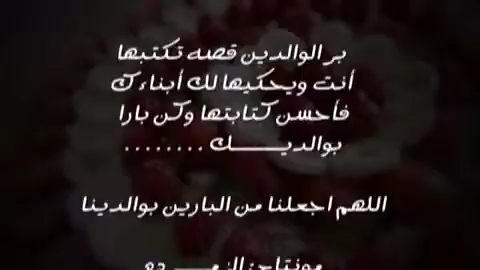 بر الوالدين قصه تكتبها
أنت ويحكيها لك أبناءك
فأحسن كتابتها وكن بارا
بوالديـــــك ........
اللهم اجعلنا من البارين بوالدينا